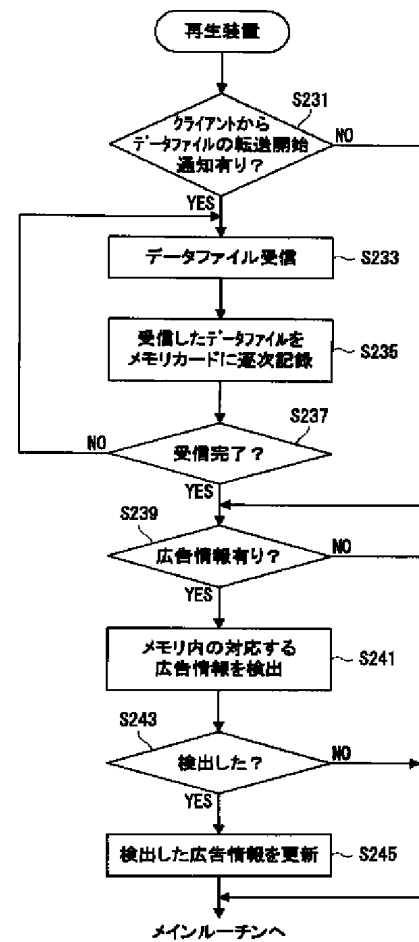 再生装置
S231
クライアントから
データファイルの転送開始
通知有り？
NO
YES
データファイル受信
S233
受信したデータファイルを
メモリカードに逐次記録
S235
S237
NO
受信完了？
YES
S239
広告情報有り？
NO
YES
メモリ内の対応する
広告情報を検出
S241
S243
検出した？
NO
YES
検出した広告情報を更新
S245
メインルーチンへ